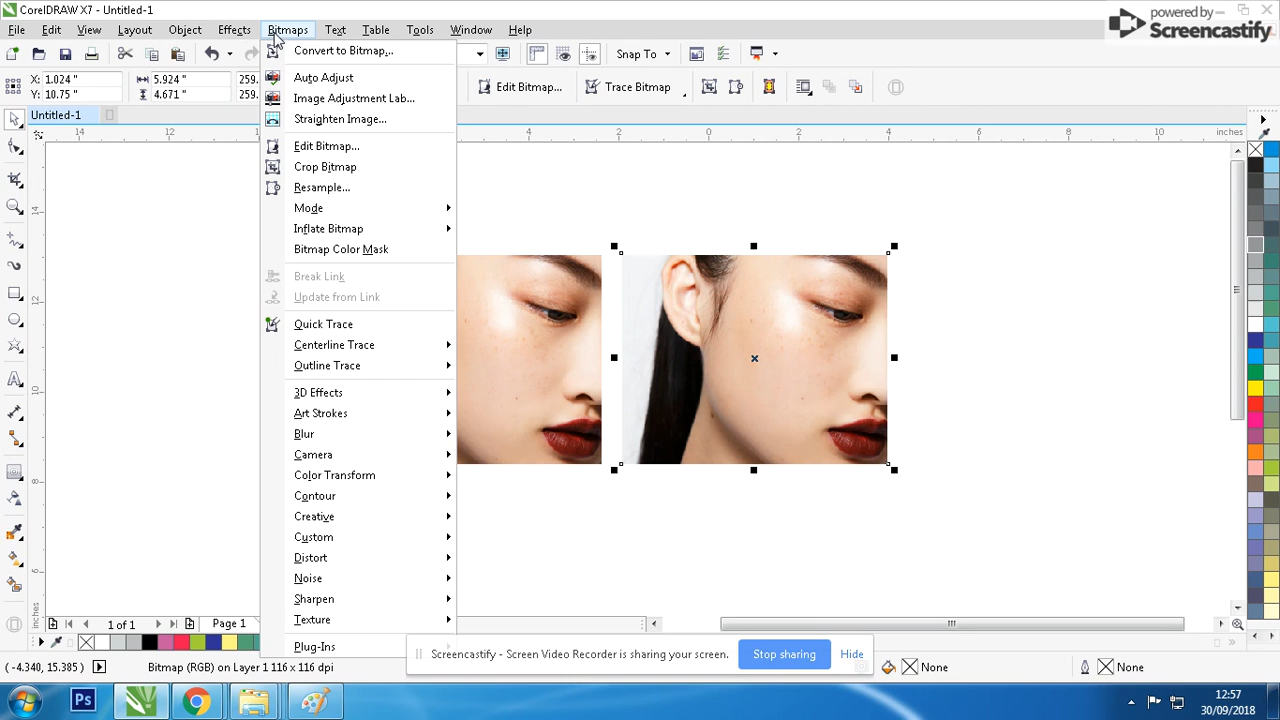 CorelDRAW X7 - Untitled-1
powered by
Screencastify
File Edit View Layout Object Effects Bitmaps Text Table Tools Window Help
Snap To
X: 1.024 " 5.924 " 259.
Y: 10.75 " 4.671 " 259.
Edit Bitmap... Trace Bitmap
Untitled-1
14 12 4 2 0 2 4 6 8 10 inches
Convert to Bitmap...
Auto Adjust
Image Adjustment Lab...
Straighten Image...
Edit Bitmap...
Crop Bitmap
Resample...
Mode
Inflate Bitmap
Bitmap Color Mask
Break Link
Update from Link
Quick Trace
Centerline Trace
Outline Trace
3D Effects
Art Strokes
Blur
Camera
Color Transform
Contour
Creative
Custom
Distort
Noise
Sharpen
Texture
Plug-Ins
14
12
10
8
6
inches
1 of 1 Page 1
Screencastify - Screen Video Recorder is sharing your screen. Stop sharing Hide
( -4.340, 15.385 ) Bitmap (RGB) on Layer 1 116 x 116 dpi None None
Ps
12:57
30/09/2018